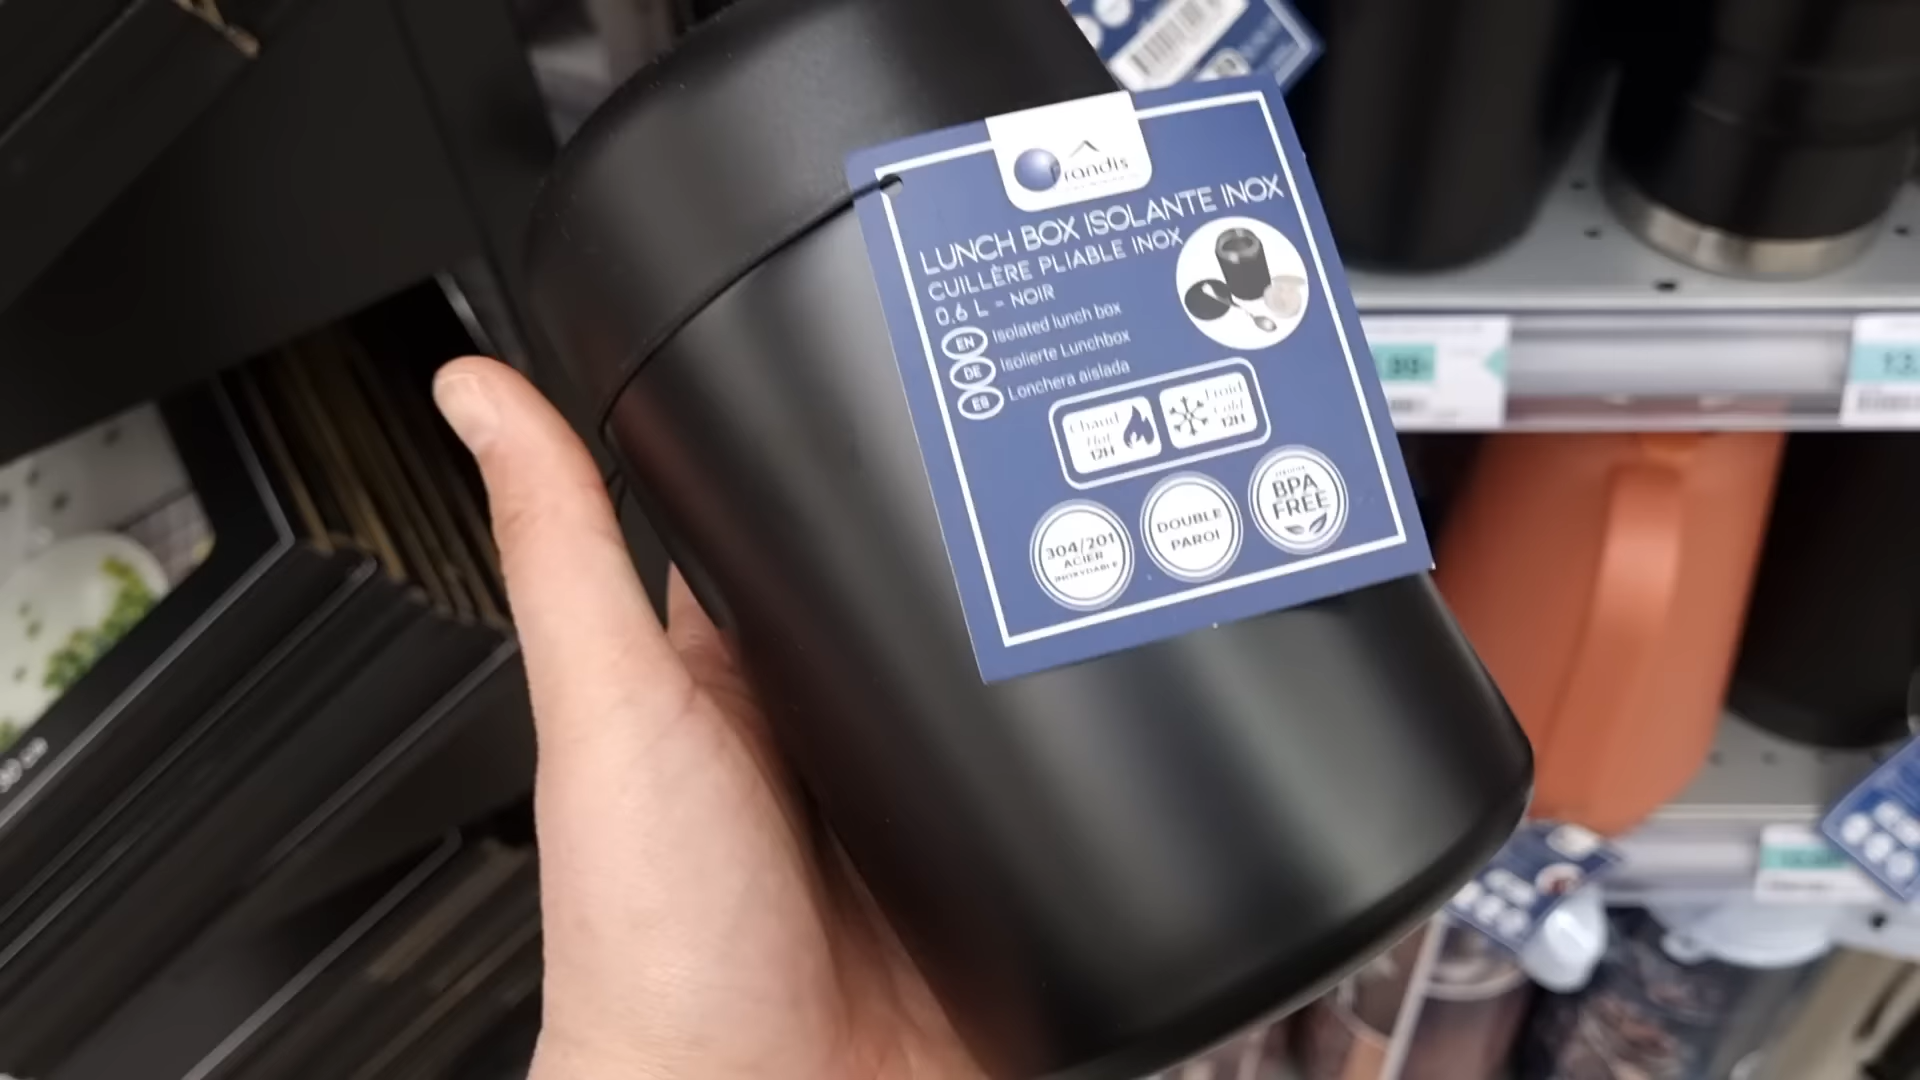 Frandis
LUNCH BOX ISOLANTE INOX
CUILLÈRE PLIABLE INOX
0.6 L - NOIR
EN Isolated lunch box
DE Isolierte Lunchbox
ES Lonchera aislada
Chaud
Hot
12H
Froid
Cold
12H
304/201
ACIER
INOXYDABLE
DOUBLE
PAROI
BPA
FREE